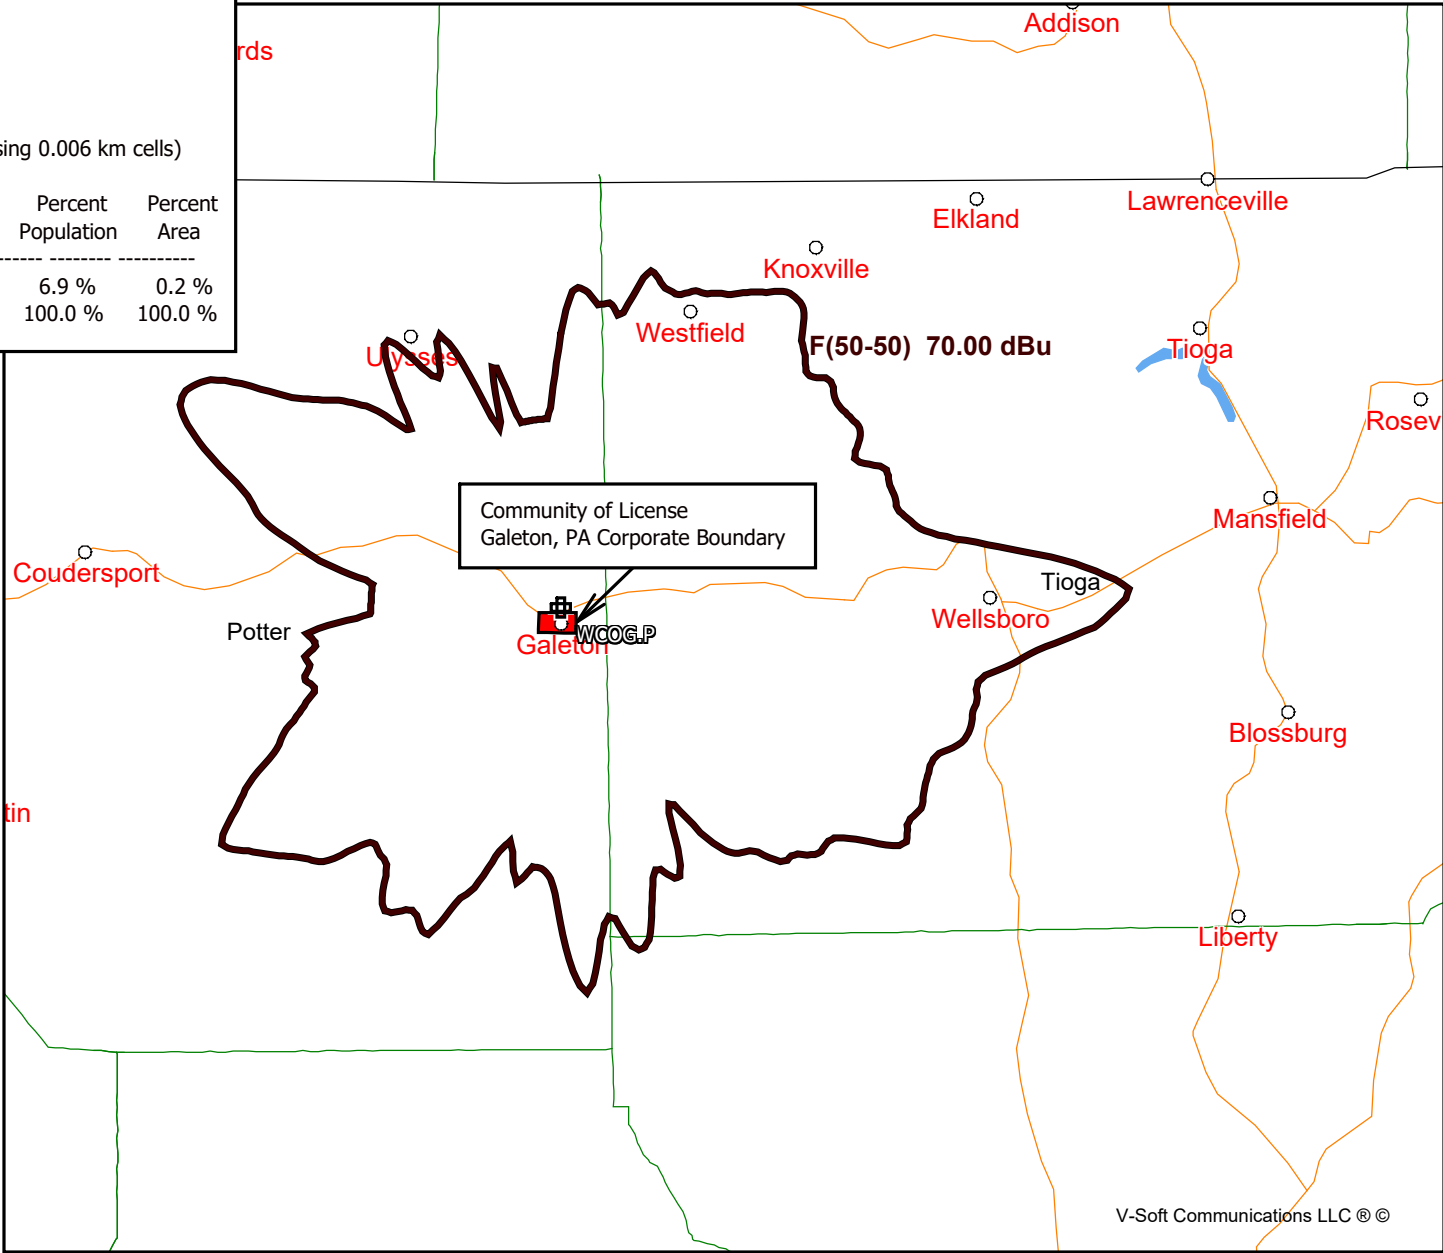 rds
sing 0.006 km cells)
Percent Percent
Population Area
------ -------- ----------
6.9 % 0.2 %
100.0 % 100.0 %
Addison
Lawrenceville
Elkland
Knoxville
Westfield
Ulysses
F(50-50) 70.00 dBu
Tioga
Rosev
Community of License
Galeton, PA Corporate Boundary
Mansfield
Coudersport
Tioga
Wellsboro
Potter
WCOG.P
Galeton
Blossburg
tin
Liberty
V-Soft Communications LLC ® ©